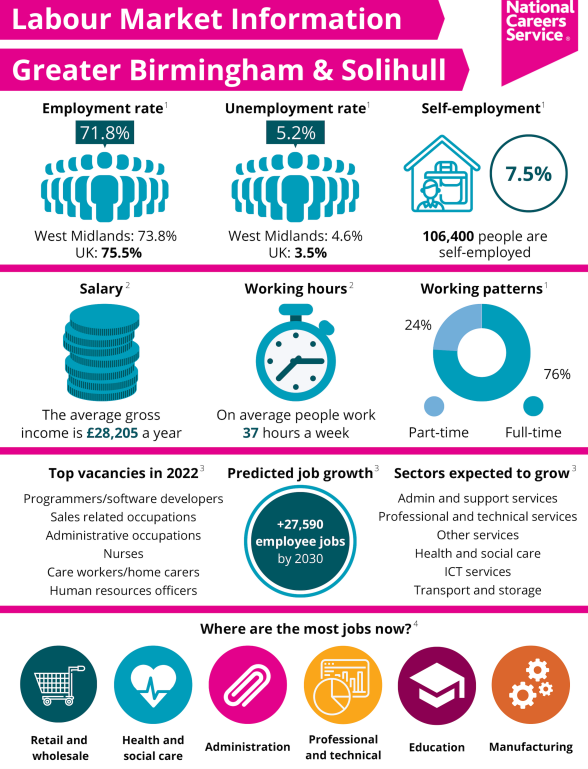 Labour Market Information
National
Careers
Service
Greater Birmingham & Solihull
Employment rate1
71.8%
West Midlands: 73.8%
UK: 75.5%
Unemployment rate1
5.2%
West Midlands: 4.6%
UK: 3.5%
Self-employment1
7.5%
106,400 people are
self-employed
Salary 2
The average gross
income is £28,205 a year
Working hours 2
On average people work
37 hours a week
Working patterns1
24%
76%
Part-time
Full-time
Top vacancies in 20223
Programmers/software developers
Sales related occupations
Administrative occupations
Nurses
Care workers/home carers
Human resources officers
Predicted job growth3
+27,590
employee jobs
by 2030
Sectors expected to grow3
Admin and support services
Professional and technical services
Other services
Health and social care
ICT services
Transport and storage
Where are the most jobs now?4
Retail and
wholesale
Health and
social care
Administration
Professional
and technical
Education
Manufacturing